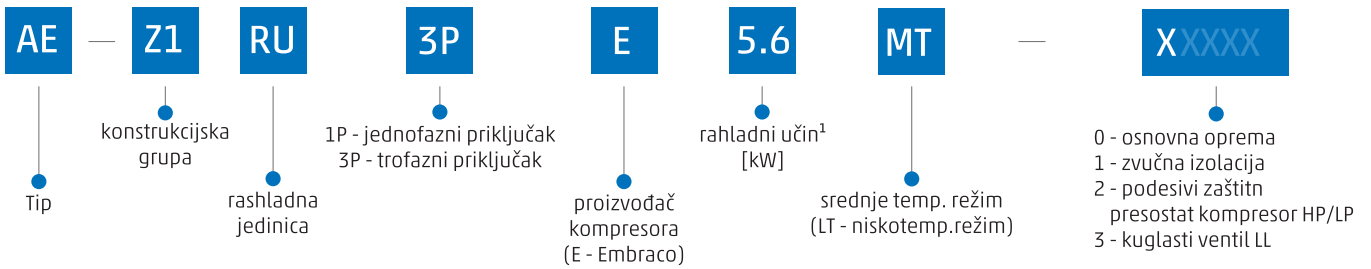 AE — Z1 RU 3P E 5.6 MT — XXXXX
Tip
konstrukcijska
grupa
rashladna
jedinica
1P - jednofazni priključak
3P - trofazni priključak
proizvođač
kompresora
(E - Embraco)
rahladni učin¹
[kW]
srednje temp. režim
(LT - niskotemp.režim)
0 - osnovna oprema
1 - zvučna izolacija
2 - podesivi zaštitn
presostat kompresor HP/LP
3 - kuglasti ventil LL